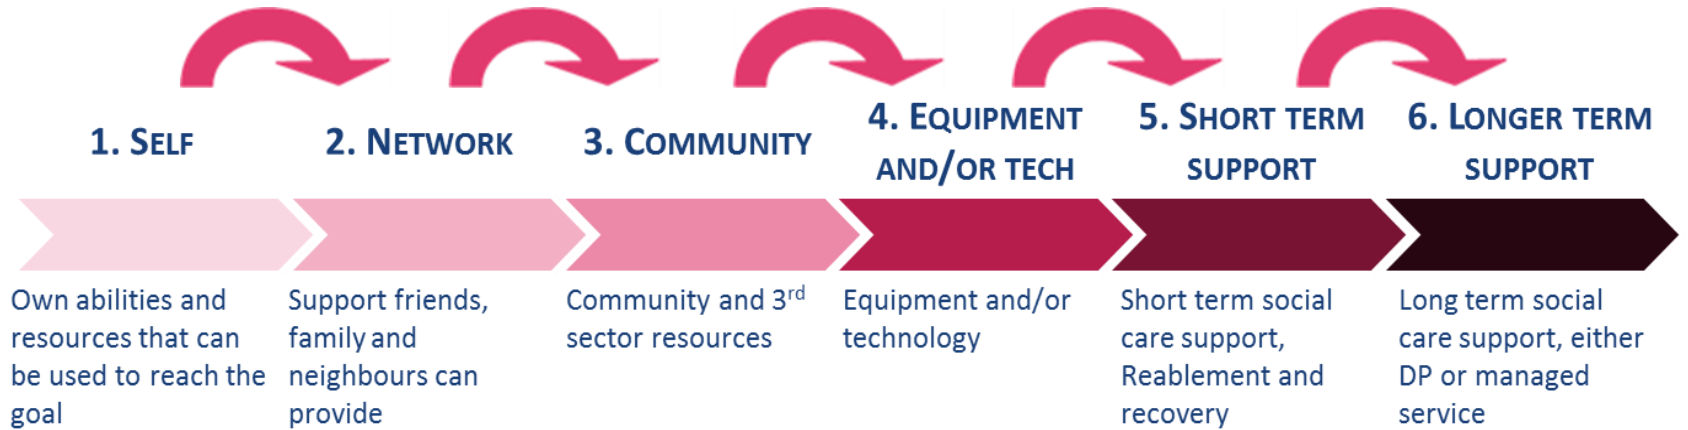 1. SELF
2. NETWORK
3. COMMUNITY
4. EQUIPMENT
AND/OR TECH
5. SHORT TERM
SUPPORT
6. LONGER TERM
SUPPORT
Own abilities and
resources that can
be used to reach the
goal
Support friends,
family and
neighbours can
provide
Community and 3rd
sector resources
Equipment and/or
technology
Short term social
care support,
Reablement and
recovery
Long term social
care support, either
DP or managed
service